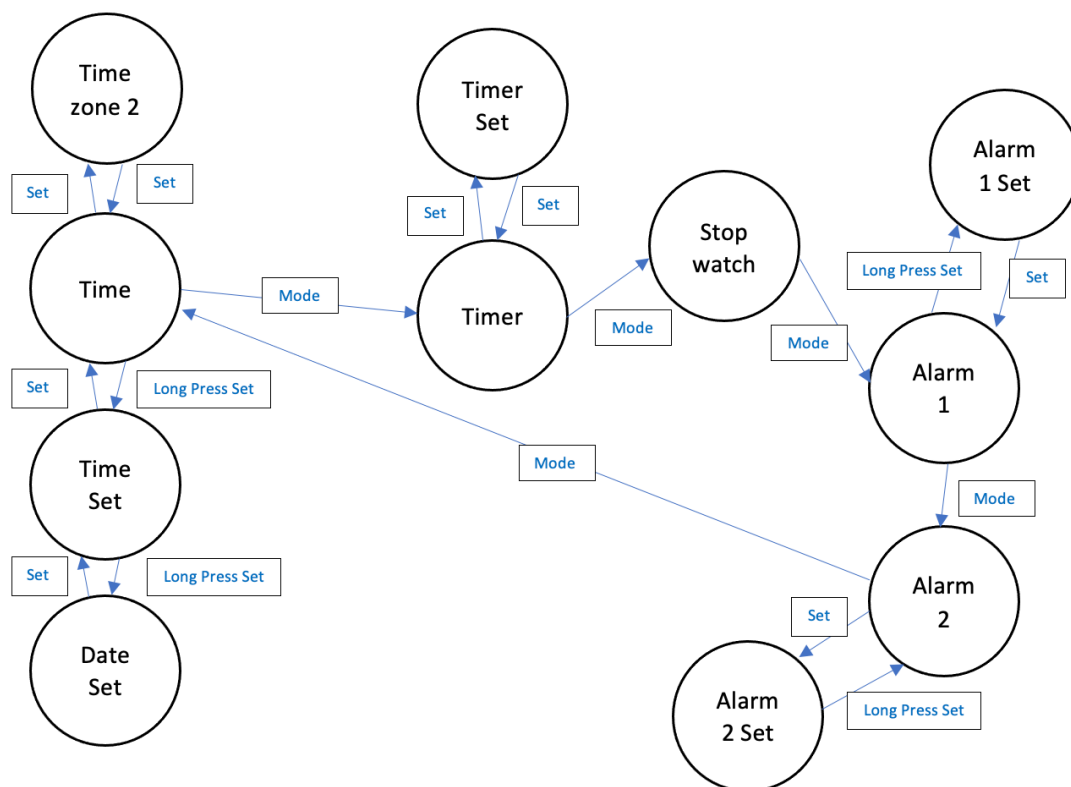 Time
zone 2
Set
Set
Time
Set
Long Press Set
Time
Set
Set
Long Press Set
Date
Set
Mode
Timer
Set
Set
Set
Timer
Mode
Stop
watch
Mode
Alarm
1 Set
Long Press Set
Set
Alarm
1
Mode
Mode
Alarm
2
Set
Long Press Set
Alarm
2 Set